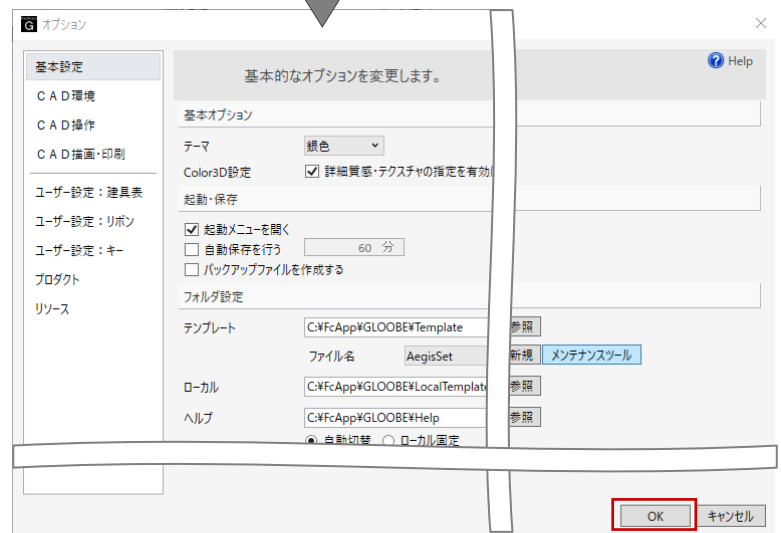 G オプション ×
基本設定
CAD環境
CAD操作
CAD描画・印刷
ユーザー設定：建具表
ユーザー設定：リボン
ユーザー設定：キー
プロダクト
リソース
基本的なオプションを変更します。
? Help
基本オプション
テーマ 銀色
Color3D設定 詳細質感・テクスチャの指定を有効
起動・保存
起動メニューを開く
自動保存を行う 60 分
バックアップファイルを作成する
フォルダ設定
テンプレート C:¥FcApp¥GLOOBE¥Template 参照
ファイル名 AegisSet 新規 メンテナンスツール
ローカル C:¥FcApp¥GLOOBE¥LocalTemplate 参照
ヘルプ C:¥FcApp¥GLOOBE¥Help 参照
自動切替 ローカル固定
OK キャンセル